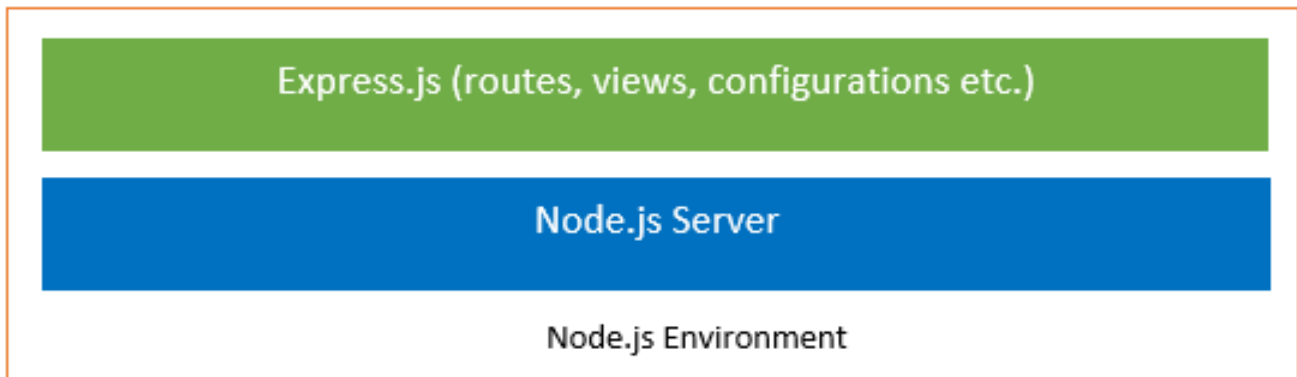 Express.js (routes, views, configurations etc.)
Node.js Server
Node.js Environment